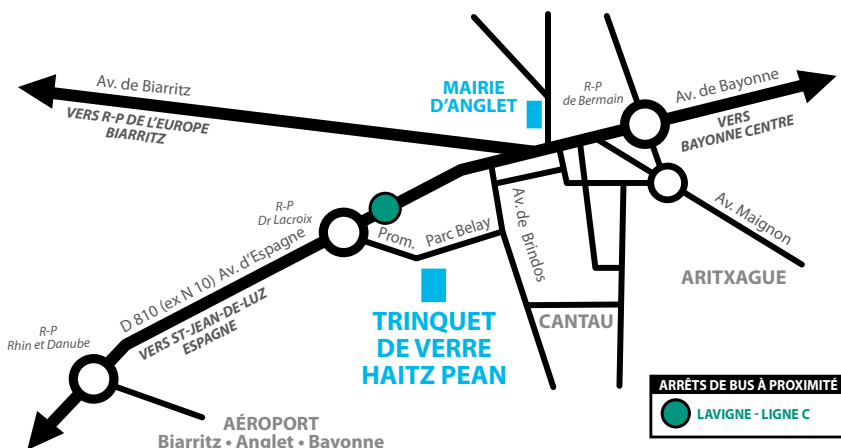 Av. de Biarritz
VERS R-P DE L'EUROPE
BIARRITZ
MAIRIE
D'ANGLET
R-P
de Bermain
Av. de Bayonne
VERS
BAYONNE CENTRE
R-P
Dr Lacroix
Prom. Parc Belay
Av. de Brindos
Av. Maignon
ARITXAGUE
D 810 (ex N 10) Av. d'Espagne
VERS ST-JEAN-DE-LUZ
ESPAGNE
TRINQUET
DE VERRE
HAITZ PEAN
CANTAU
R-P
Rhin et Danube
AÉROPORT
Biarritz • Anglet • Bayonne
ARRÊTS DE BUS À PROXIMITÉ
LAVIGNE - LIGNE C